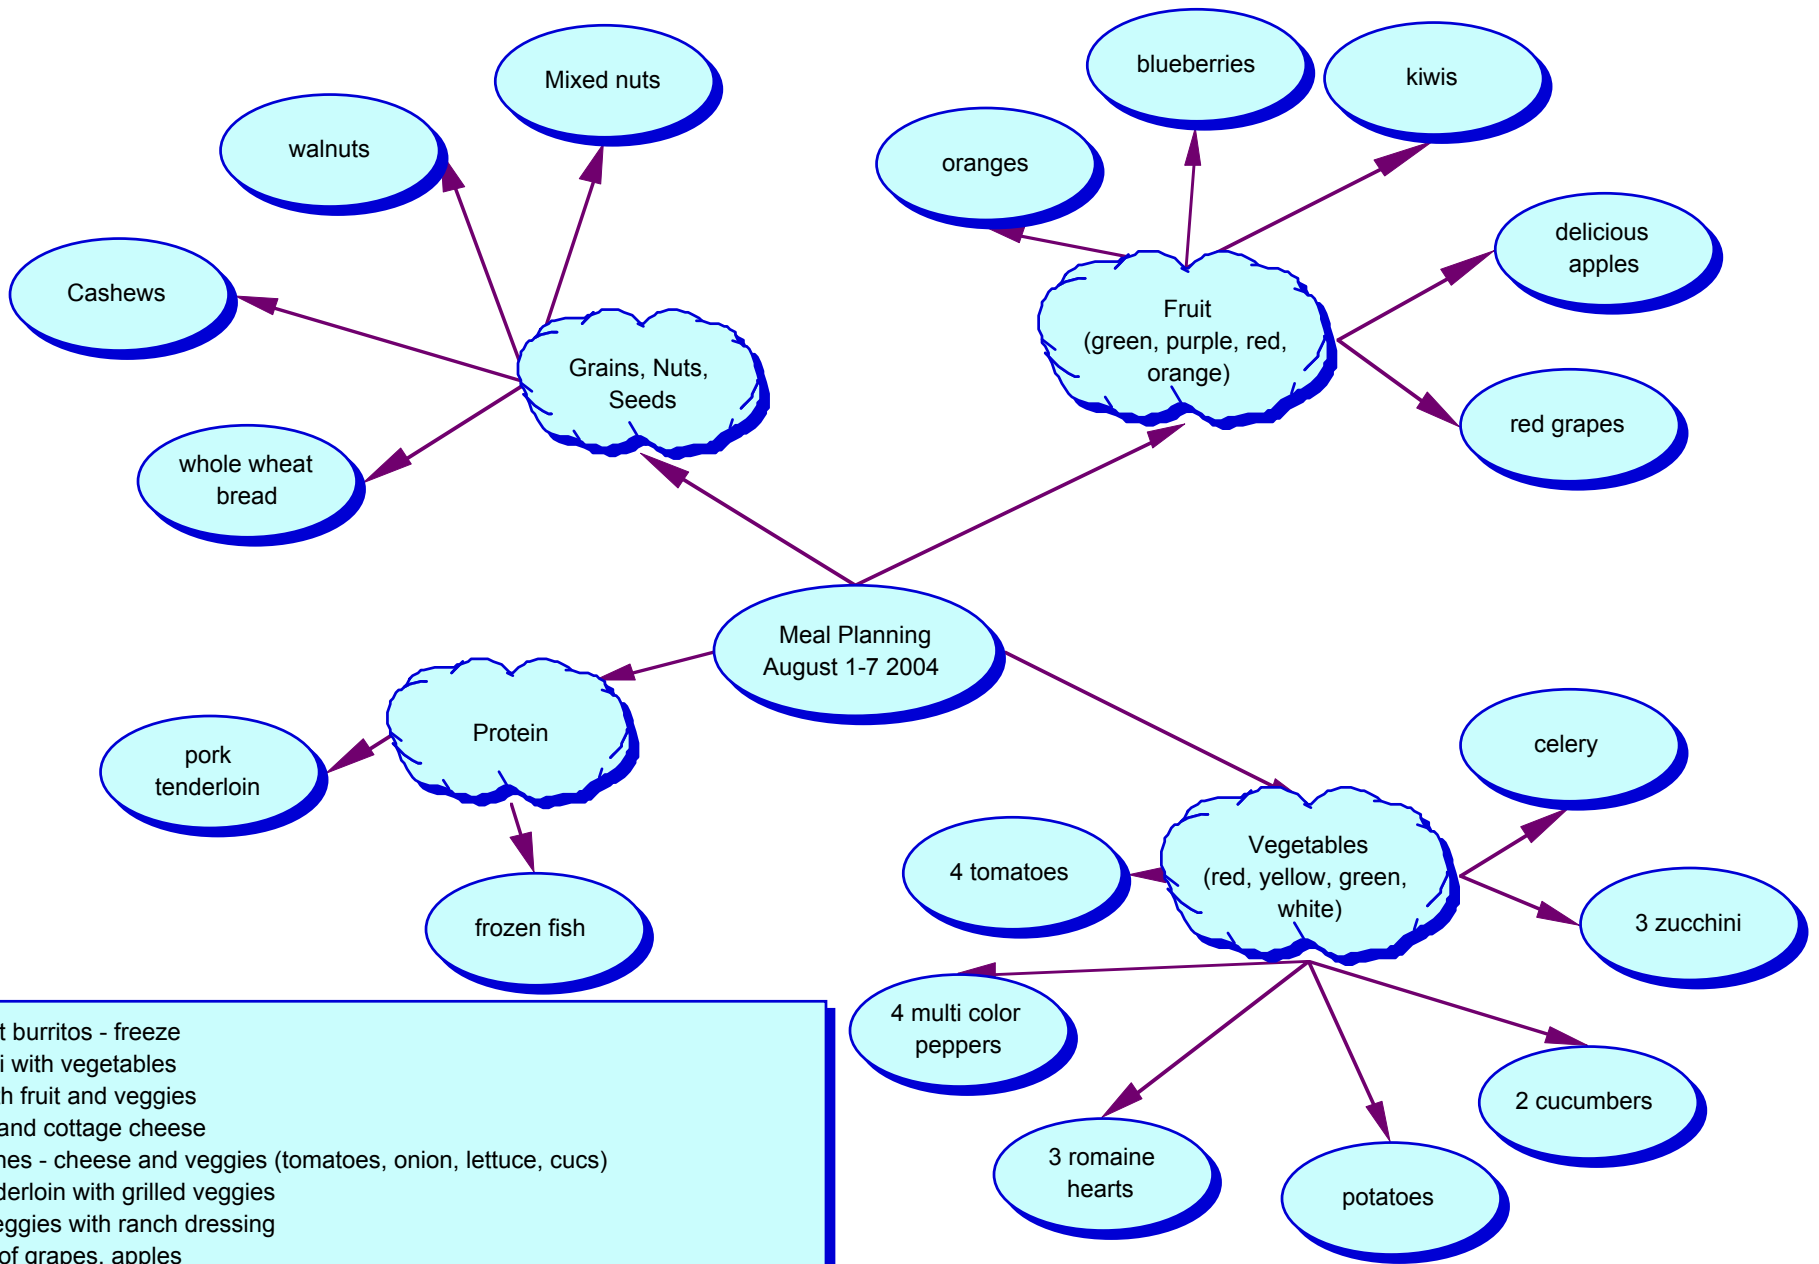 Mixed nuts
walnuts
Cashews
whole wheat
bread
Grains, Nuts,
Seeds
blueberries
kiwis
oranges
delicious
apples
red grapes
Fruit
(green, purple, red,
orange)
Meal Planning
August 1-7 2004
Protein
pork
tenderloin
frozen fish
Vegetables
(red, yellow, green,
white)
celery
3 zucchini
4 tomatoes
4 multi color
peppers
3 romaine
hearts
potatoes
2 cucumbers
burritos - freeze
with vegetables
fruit and veggies
and cottage cheese
- cheese and veggies (tomatoes, onion, lettuce, cucs)
with grilled veggies
with ranch dressing
of grapes, apples